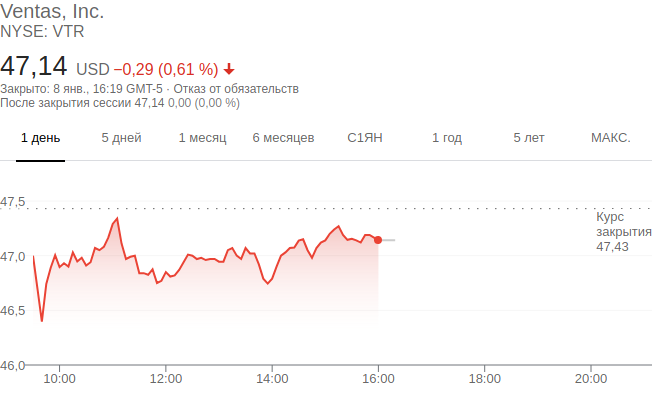 Ventas, Inc.
NYSE: VTR
47,14 USD −0,29 (0,61 %)
Закрыто: 8 янв., 16:19 GMT-5 · Отказ от обязательств
После закрытия сессии 47,14 0,00 (0,00 %)
1 день 5 дней 1 месяц 6 месяцев С1ЯН 1 год 5 лет МАКС.
47,5
Курс
закрытия
47,43
47,0
46,5
46,0
10:00 12:00 14:00 16:00 18:00 20:00